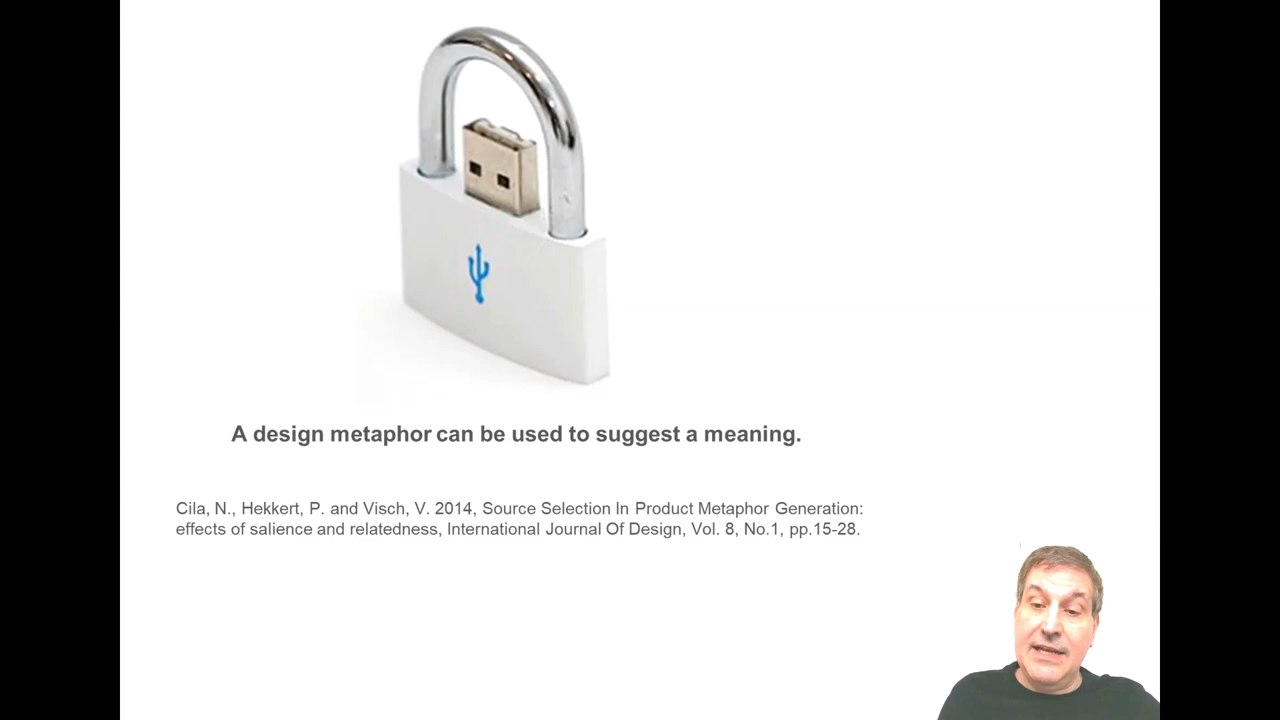 A design metaphor can be used to suggest a meaning.
Cila, N., Hekkert, P. and Visch, V. 2014, Source Selection In Product Metaphor Generation:
effects of salience and relatedness, International Journal Of Design, Vol. 8, No.1, pp.15-28.